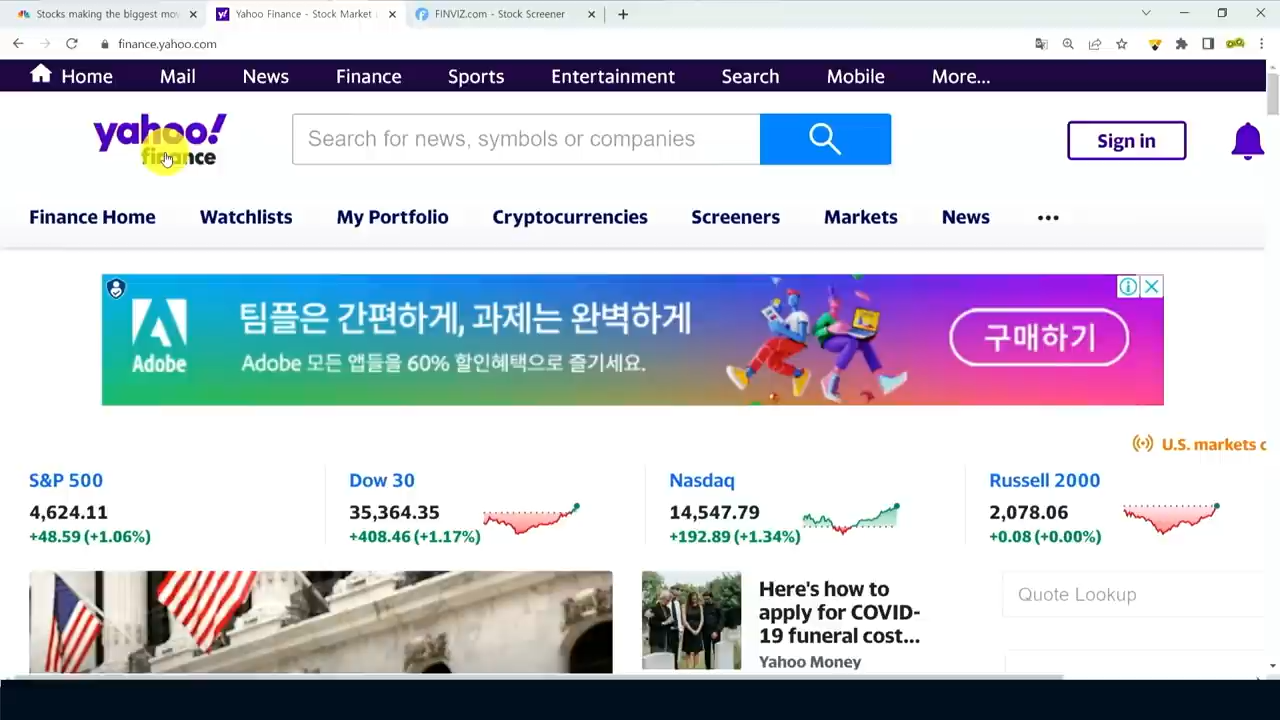 Stocks making the biggest mov
Yahoo Finance - Stock Market
FINVIZ.com - Stock Screener
finance.yahoo.com
Home Mail News Finance Sports Entertainment Search Mobile More...
yahoo!
finance
Search for news, symbols or companies
Sign in
Finance Home Watchlists My Portfolio Cryptocurrencies Screeners Markets News
Adobe
팀플은 간편하게, 과제는 완벽하게
Adobe 모든 앱들을 60% 할인혜택으로 즐기세요.
구매하기
U.S. markets c
S&P 500
4,624.11
+48.59 (+1.06%)
Dow 30
35,364.35
+408.46 (+1.17%)
Nasdaq
14,547.79
+192.89 (+1.34%)
Russell 2000
2,078.06
+0.08 (+0.00%)
Here's how to
apply for COVID-
19 funeral cost...
Yahoo Money
Quote Lookup